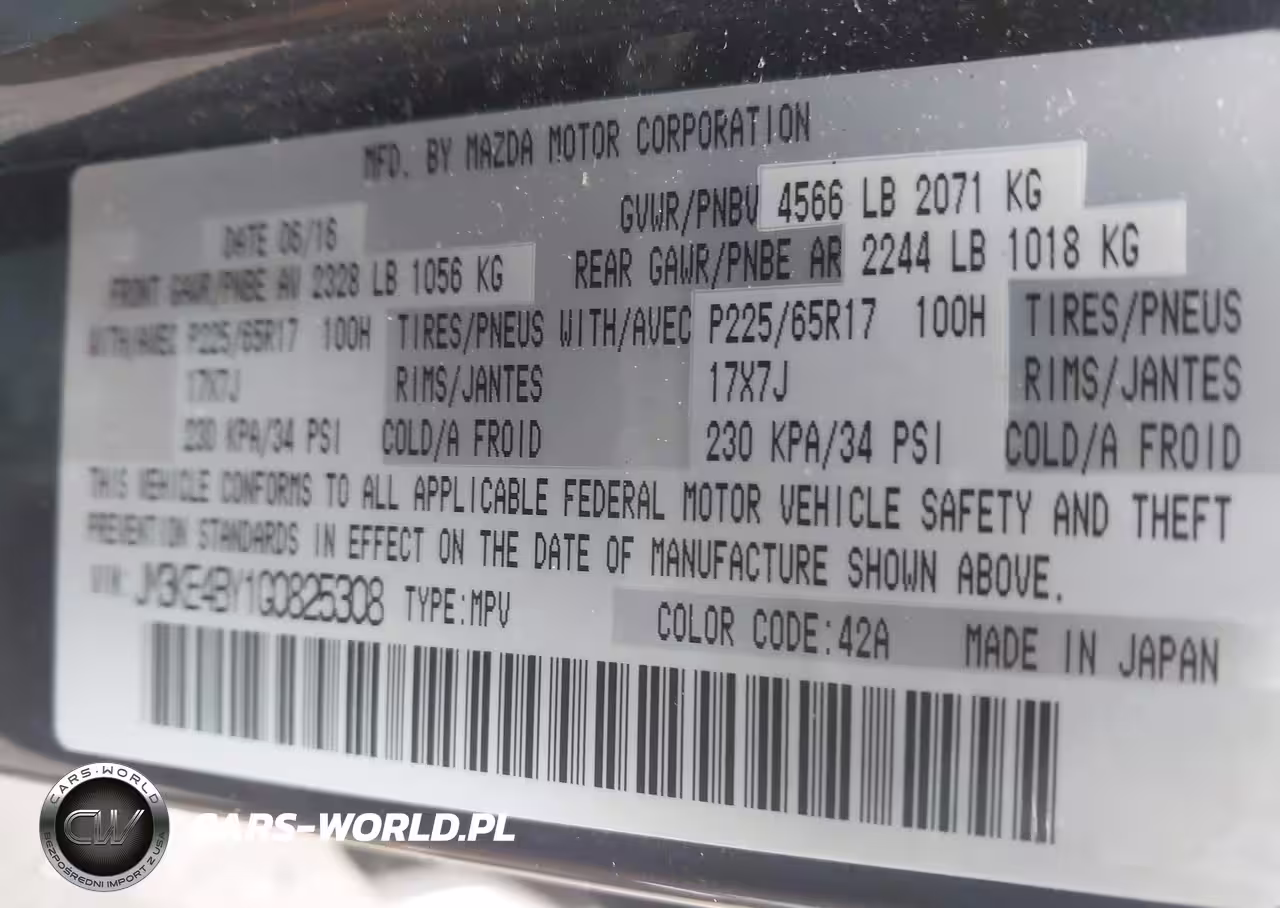 MFD. BY MAZDA MOTOR CORPORATION
DATE 06/16 GVWR/PNBV 4566 LB 2071 KG
FRONT GAWR/PNBE AV 2328 LB 1056 KG REAR GAWR/PNBE AR 2244 LB 1018 KG
WITH/AVEC P225/65R17 100H TIRES/PNEUS WITH/AVEC P225/65R17 100H TIRES/PNEUS
17X7J RIMS/JANTES 17X7J RIMS/JANTES
230 KPA/34 PSI COLD/A FROID 230 KPA/34 PSI COLD/A FROID
THIS VEHICLE CONFORMS TO ALL APPLICABLE FEDERAL MOTOR VEHICLE SAFETY AND THEFT
PREVENTION STANDARDS IN EFFECT ON THE DATE OF MANUFACTURE SHOWN ABOVE.
VIN: JM3KE4BY1G0825308 TYPE:MPV COLOR CODE:42A MADE IN JAPAN
CARS-WORLD
CW
BEZPOŚREDNI IMPORT Z USA
CARS-WORLD.PL